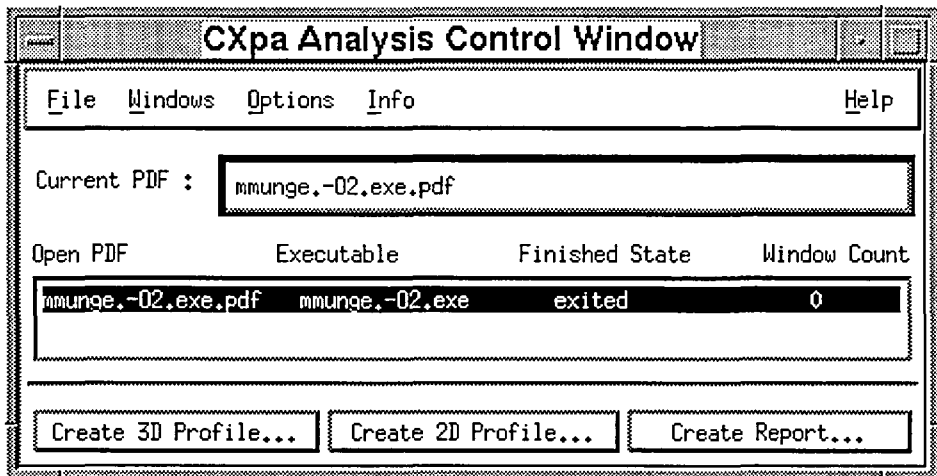 CXpa Analysis Control Window
File Windows Options Info Help
Current PDF : mmunge.-O2.exe.pdf
Open PDF Executable Finished State Window Count
mmunge.-O2.exe.pdf mmunge.-O2.exe exited 0
Create 3D Profile... Create 2D Profile... Create Report...